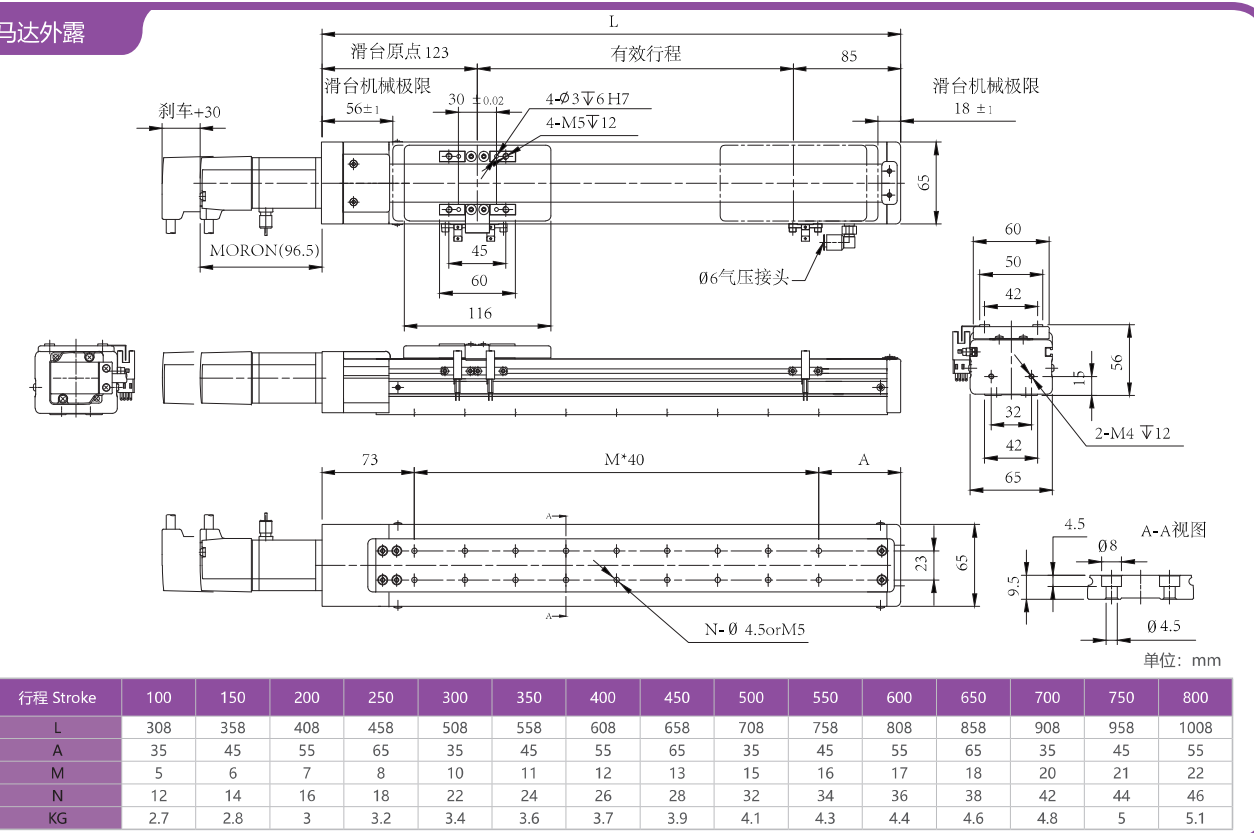 马达外露
L
滑台原点 123
有效行程
85
滑台机械极限
56±1
30 ±0.02
4-Ø3↧6H7
4-M5↧12
滑台机械极限
18 ±1
刹车+30
65
MORON(96.5)
45
60
116
Ø6气压接头
60
50
42
56
15
32
42
65
2-M4 ↧12
73
M*40
A
A
A
23
65
N-Ø 4.5orM5
A-A视图
4.5
Ø8
9.5
Ø4.5
单位：mm
行程 Stroke 100 150 200 250 300 350 400 450 500 550 600 650 700 750 800
L 308 358 408 458 508 558 608 658 708 758 808 858 908 958 1008
A 35 45 55 65 35 45 55 65 35 45 55 65 35 45 55
M 5 6 7 8 10 11 12 13 15 16 17 18 20 21 22
N 12 14 16 18 22 24 26 28 32 34 36 38 42 44 46
KG 2.7 2.8 3 3.2 3.4 3.6 3.7 3.9 4.1 4.3 4.4 4.6 4.8 5 5.1